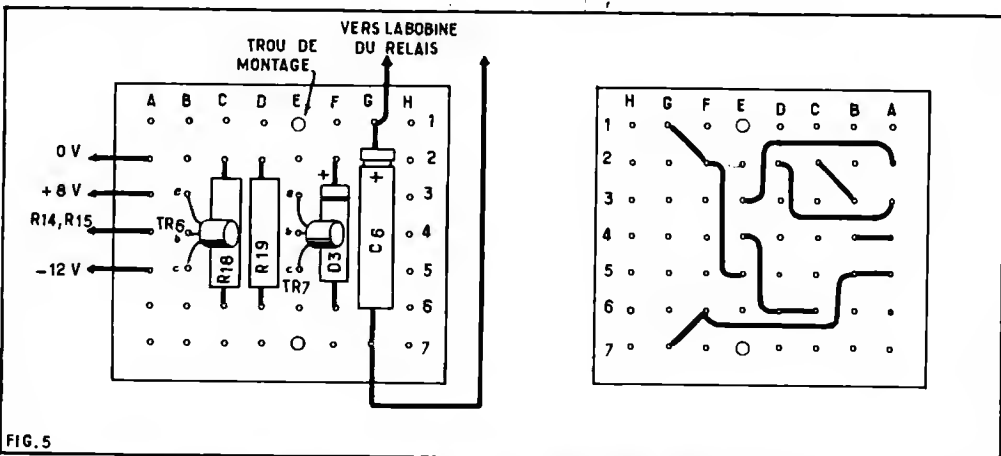 VERS LABOBINE
DU RELAIS
TROU DE
MONTAGE
A B C D E F G H
1
2
3
4
5
6
7
0 V
+8 V
R14, R15
-12 V
e
TR6
b
c
R18
R19
e
b
c
TR7
+
D3
+
C6
H G F E D C B A
1
2
3
4
5
6
7
FIG.5